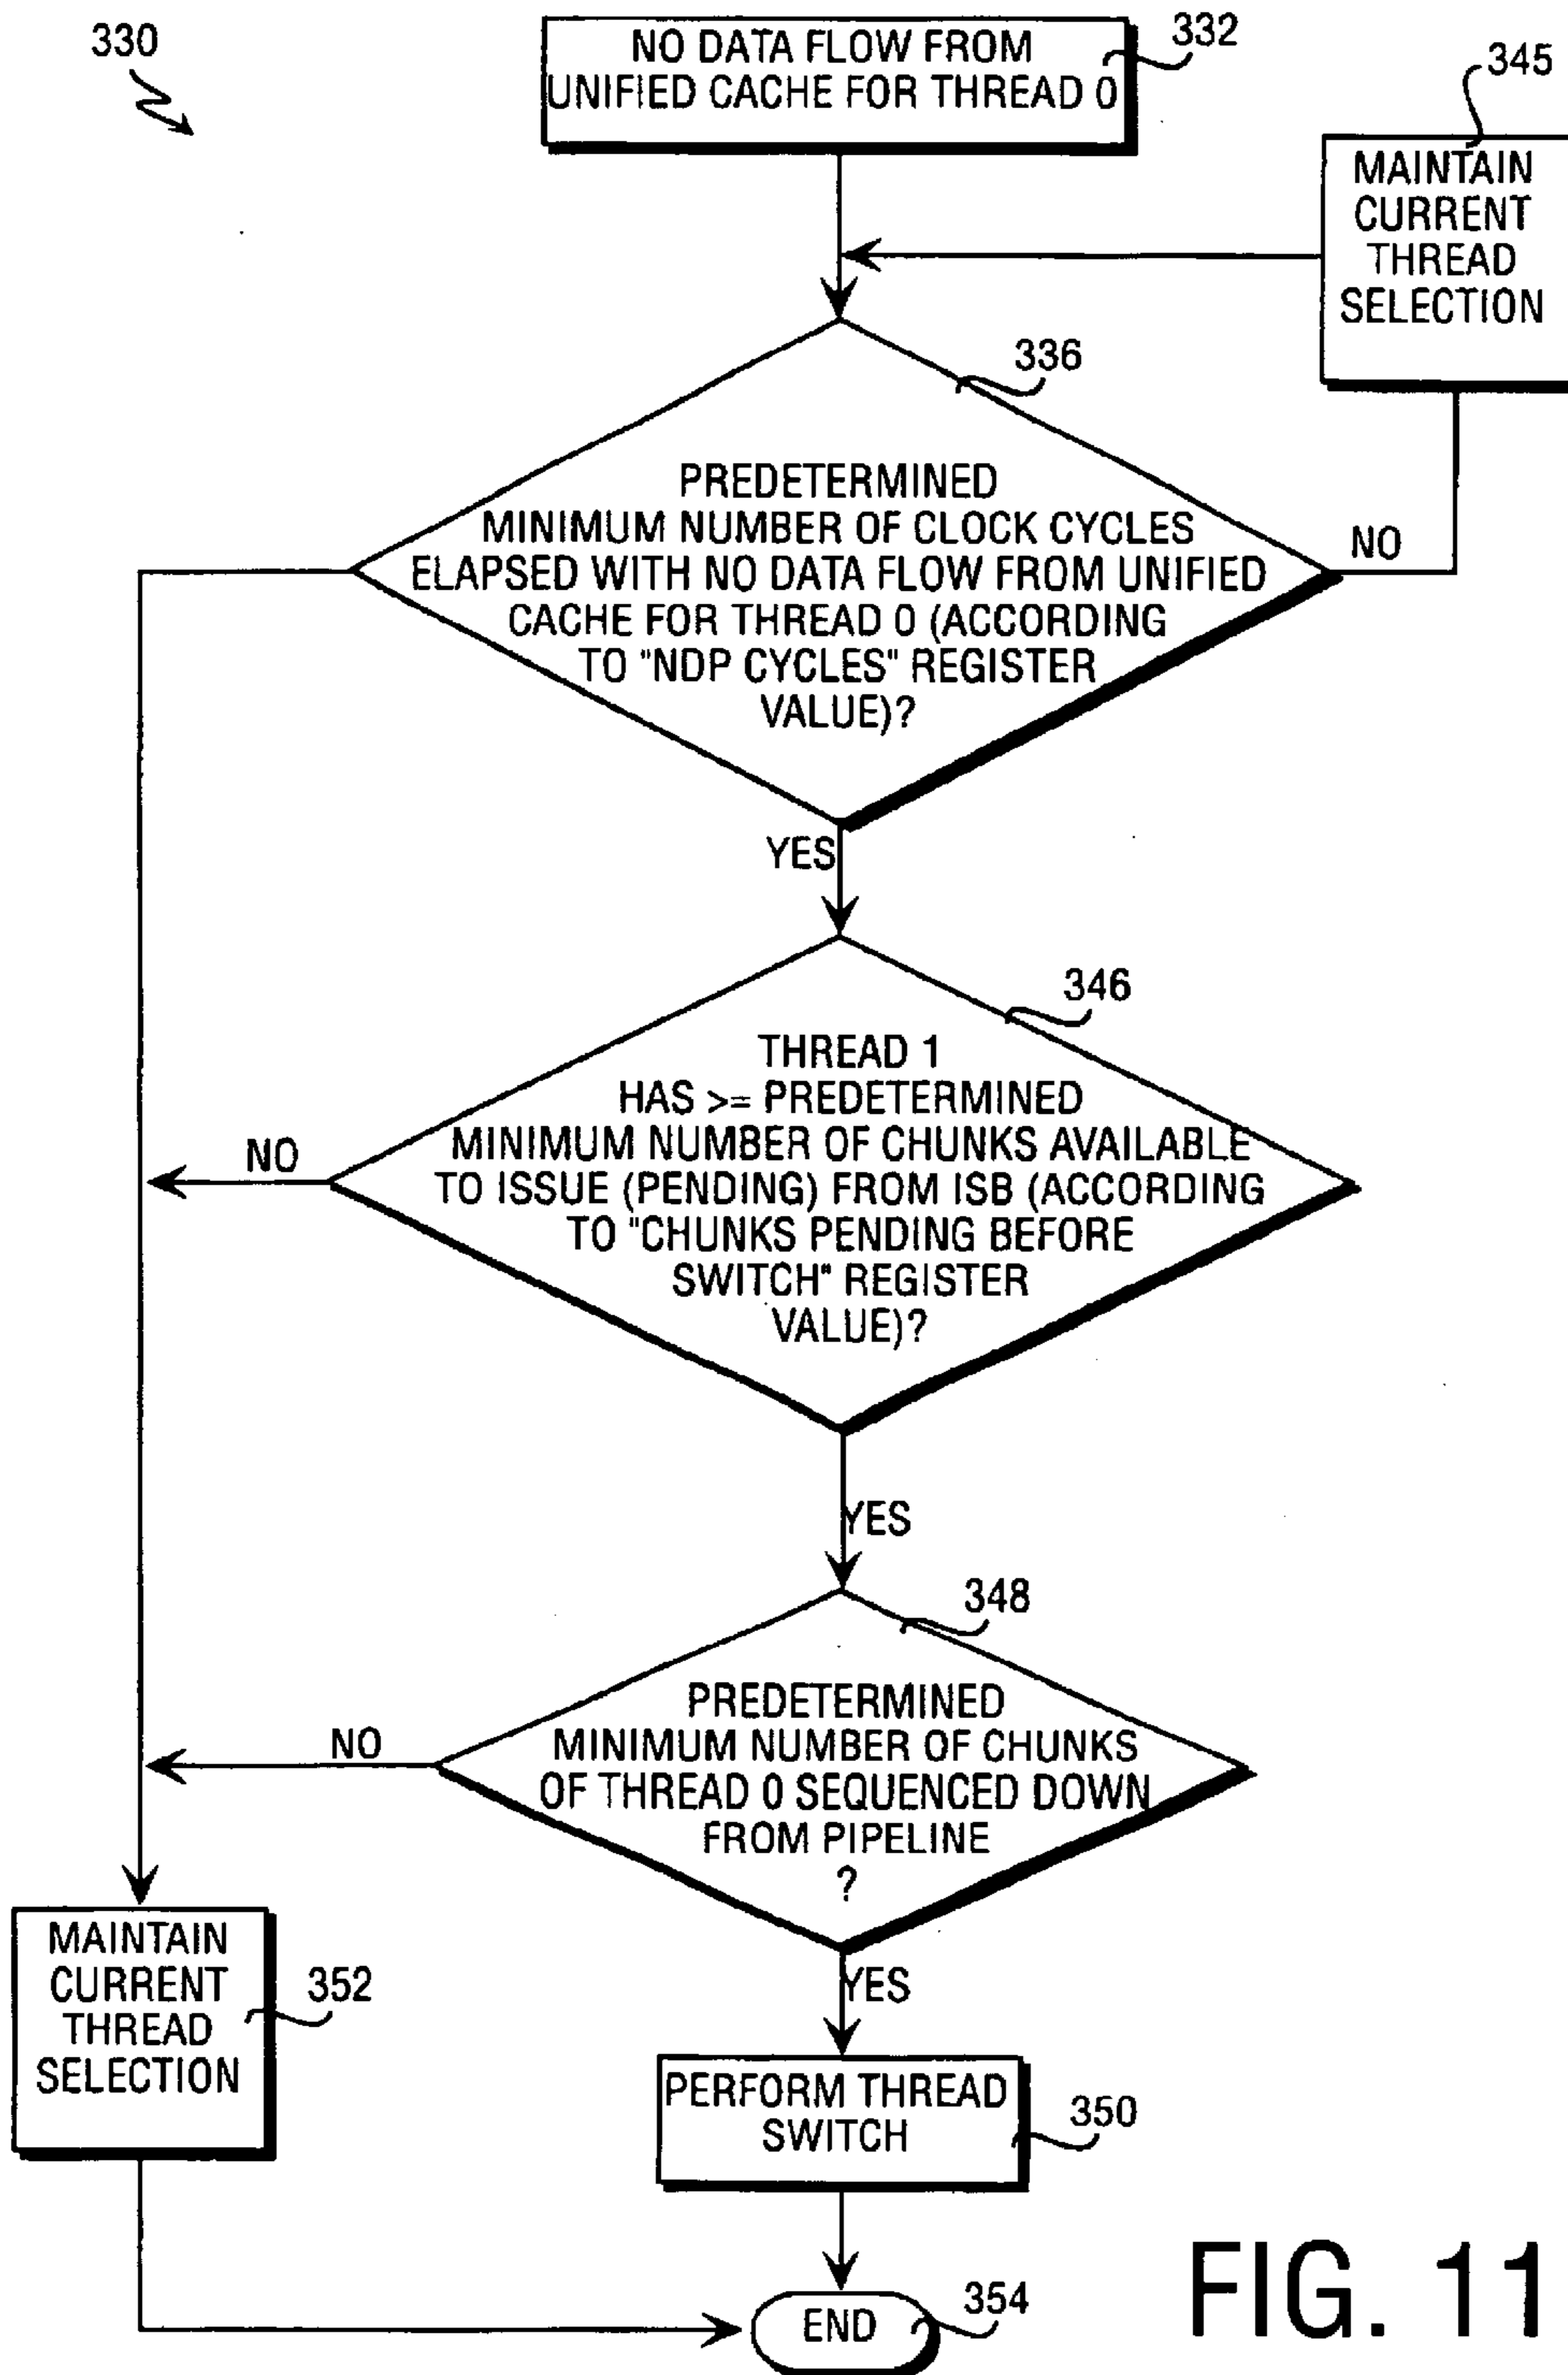 330
NO DATA FLOW FROM
UNIFIED CACHE FOR THREAD 0
332
345
MAINTAIN
CURRENT
THREAD
SELECTION
336
PREDETERMINED
MINIMUM NUMBER OF CLOCK CYCLES
ELAPSED WITH NO DATA FLOW FROM UNIFIED
CACHE FOR THREAD 0 (ACCORDING
TO "NDP CYCLES" REGISTER
VALUE)?
NO
YES
346
THREAD 1
HAS >= PREDETERMINED
MINIMUM NUMBER OF CHUNKS AVAILABLE
TO ISSUE (PENDING) FROM ISB (ACCORDING
TO "CHUNKS PENDING BEFORE
SWITCH" REGISTER
VALUE)?
NO
YES
348
PREDETERMINED
MINIMUM NUMBER OF CHUNKS
OF THREAD 0 SEQUENCED DOWN
FROM PIPELINE
?
NO
YES
MAINTAIN
CURRENT
THREAD
SELECTION
352
PERFORM THREAD
SWITCH
350
END
354
FIG. 11